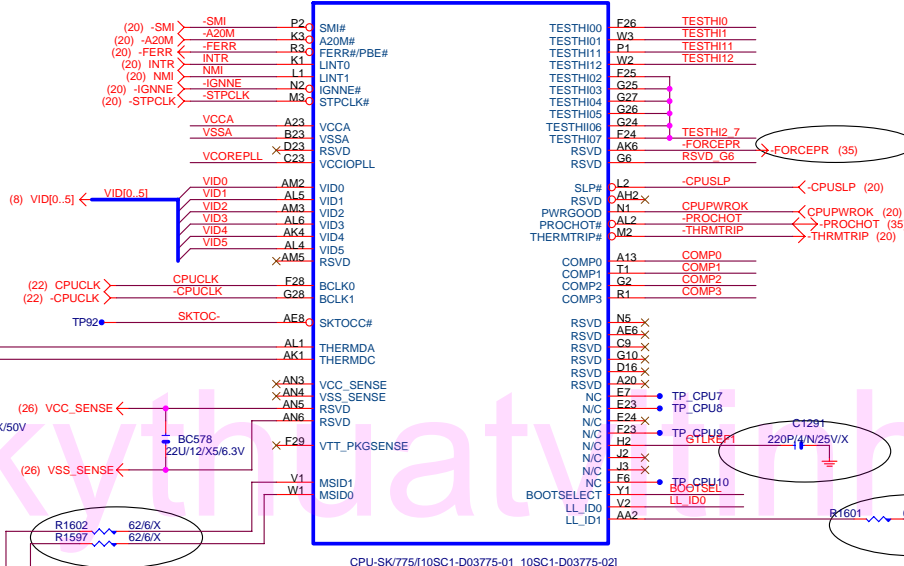 (20) -SMI -SMI P2 SMI# TESTHI00 F26 TESTHI0
(20) -A20M -A20M K3 A20M# TESTHI01 W3 TESTHI1
(20) -FERR -FERR R3 FERR#/PBE# TESTHI11 P1 TESTHI11
(20) INTR INTR K1 LINT0 TESTHI12 W2 TESTHI12
(20) NMI NMI L1 LINT1 TESTHI02 F25
(20) -IGNNE -IGNNE N2 IGNNE# TESTHI03 G25
(20) -STPCLK -STPCLK M3 STPCLK# TESTHI04 G27
TESTHI05 G26
VCCA A23 VCCA TESTHII06 G24
VSSA B23 VSSA TESTHI07 F24 TESTHI2_7
D23 RSVD RSVD AK6 -FORCEPR -FORCEPR (35)
VCOREPLL C23 VCCIOPLL RSVD G6 RSVD_G6
VID0 AM2 VID0 SLP# L2 -CPUSLP -CPUSLP (20)
(8) VID[0..5] VID[0..5] VID1 AL5 VID1 RSVD AH2
VID2 AM3 VID2 PWRGOOD N1 CPUPWROK CPUPWROK (20)
VID3 AL6 VID3 PROCHOT# AL2 -PROCHOT -PROCHOT (35
VID4 AK4 VID4 THERMTRIP# M2 -THRMTRIP -THRMTRIP (20)
VID5 AL4 VID5
AM5 RSVD COMP0 A13 COMP0
COMP1 T1 COMP1
(22) CPUCLK CPUCLK F28 BCLK0 COMP2 G2 COMP2
(22) -CPUCLK -CPUCLK G28 BCLK1 COMP3 R1 COMP3
TP92 SKTOC- AE8 SKTOCC# RSVD N5
RSVD AE6
AL1 THERMDA RSVD C9
AK1 THERMDC RSVD G10
RSVD D16
AN3 VCC_SENSE RSVD A20
AN4 VSS_SENSE NC E7 TP_CPU7
(26) VCC_SENSE AN5 RSVD N/C E23 TP_CPU8
AN6 RSVD N/C E24
K/50V BC578 N/C F23 TP_CPU9 C1291
22U/12/X5/6.3V F29 VTT_PKGSENSE N/C H2 GTLREF1 220P/4/N/25V/X
N/C J2
(26) VSS_SENSE N/C J3
V1 MSID1 NC F6 TP_CPU10
W1 MSID0 BOOTSELECT Y1 BOOTSEL
LL_ID0 V2 LL_ID0
LL_ID1 AA2 R1601
R1602 62/6/X
R1597 62/6/X
CPU-SK/775/[10SC1-D03775-01_10SC1-D03775-02]
kythuatvitinh